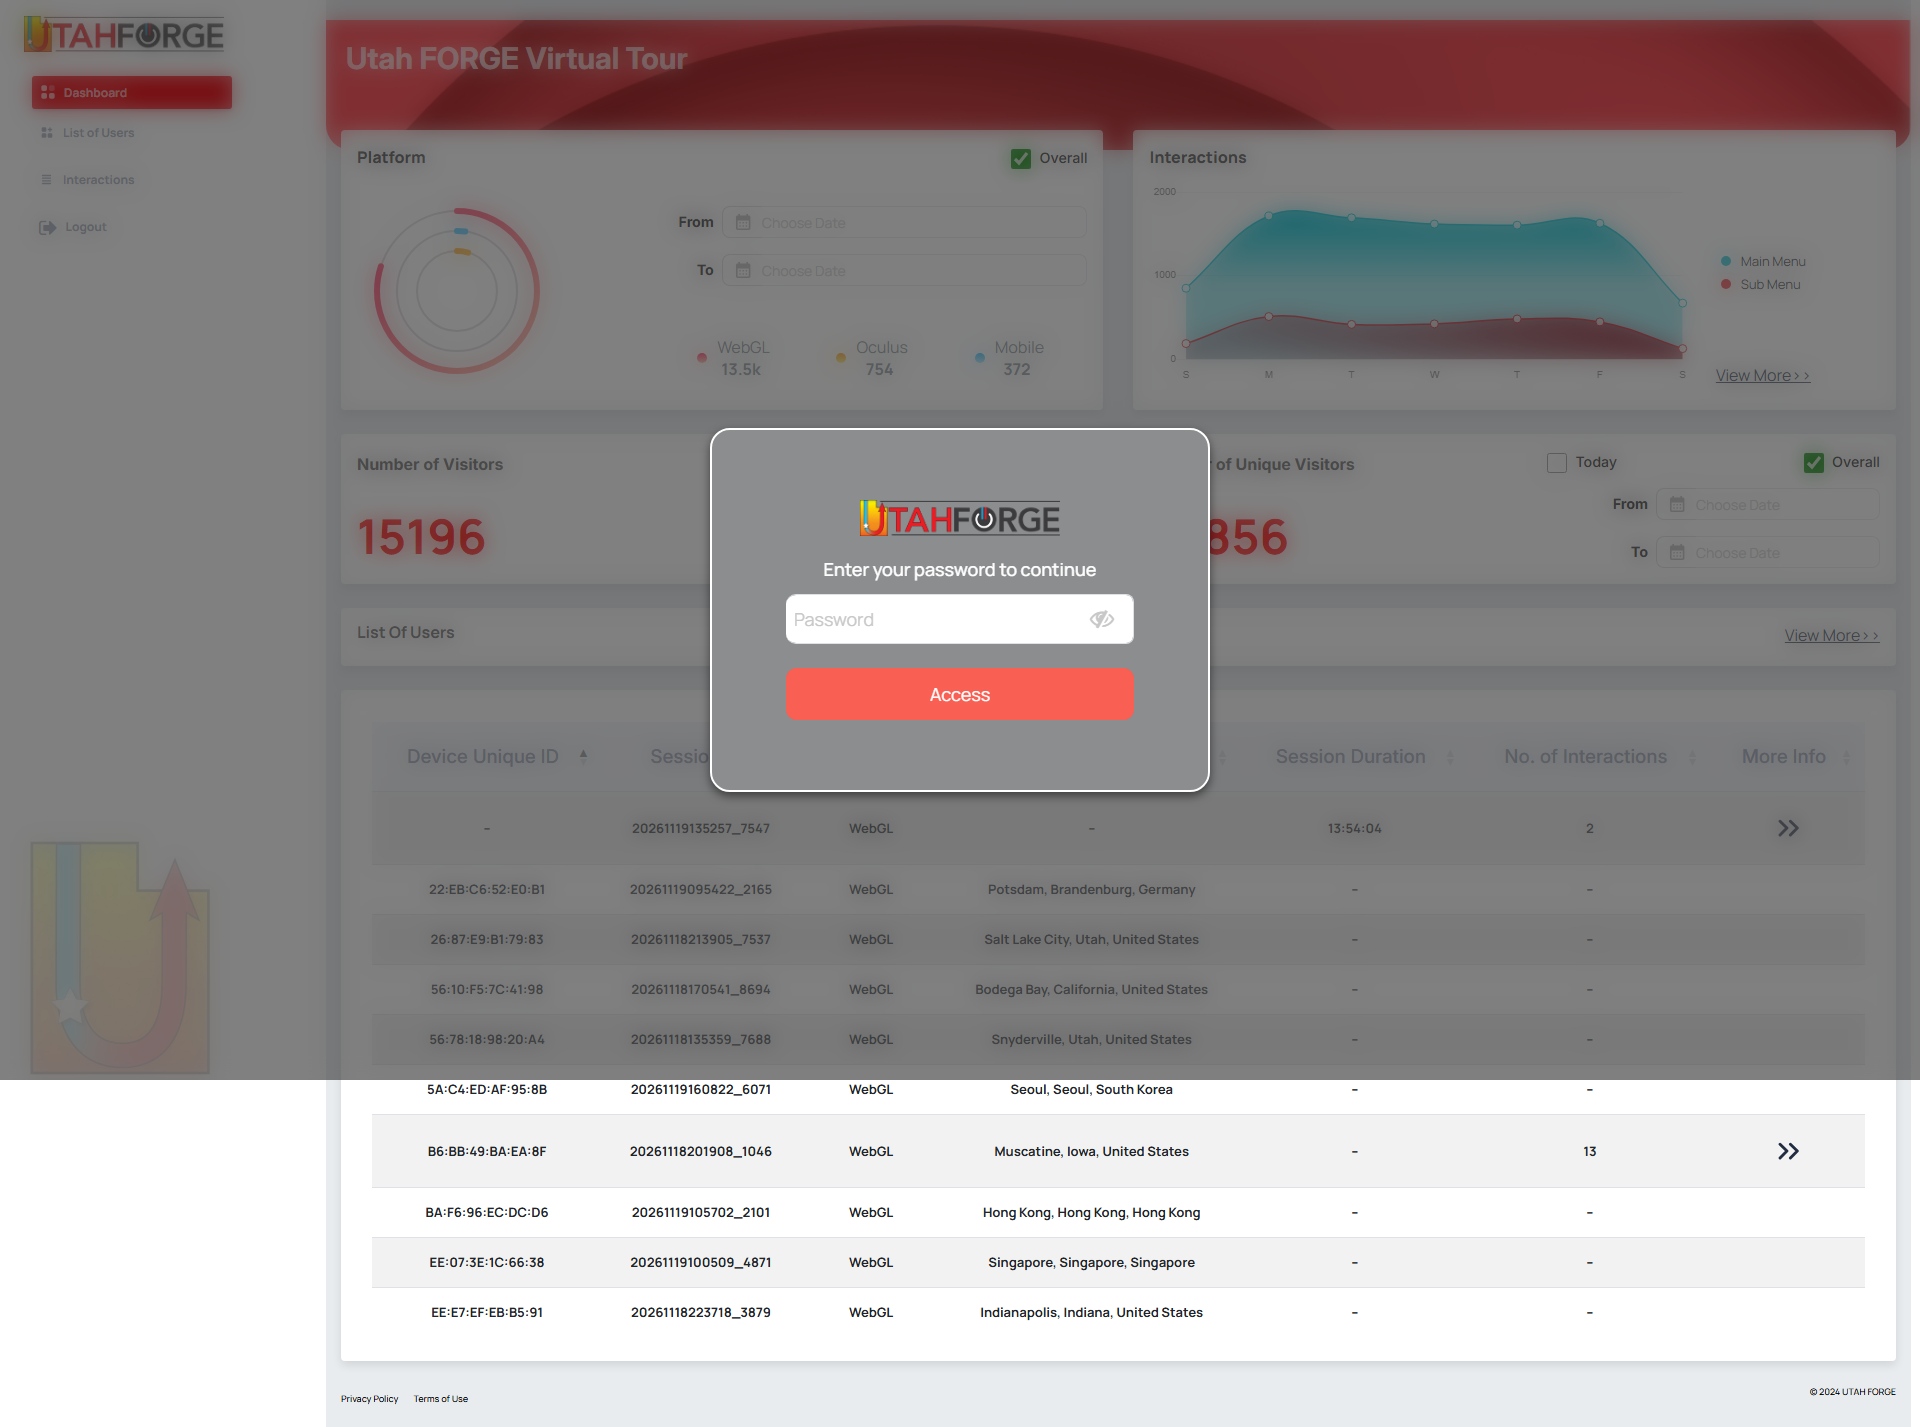 UTAHFORGE
Dashboard
List of Users
Interactions
Logout
Utah FORGE Virtual Tour
Platform
Overall
From
Choose Date
To
Choose Date
WebGL
13.5k
Oculus
754
Mobile
372
Interactions
2000
1000
0
S M T W T F S
Main Menu
Sub Menu
View More>>
Number of Visitors
15196
of Unique Visitors
856
Today
Overall
From
Choose Date
To
Choose Date
UTAHFORGE
Enter your password to continue
Password
Access
List Of Users
View More>>
Device Unique ID Sessio Session Duration No. of Interactions More Info
- 20261119135257_7547 WebGL - 13:54:04 2
22:EB:C6:52:E0:B1 20261119095422_2165 WebGL Potsdam, Brandenburg, Germany - -
26:87:E9:B1:79:83 20261118213905_7537 WebGL Salt Lake City, Utah, United States - -
56:10:F5:7C:41:98 20261118170541_8694 WebGL Bodega Bay, California, United States - -
56:78:18:98:20:A4 20261118135359_7688 WebGL Snyderville, Utah, United States - -
5A:C4:ED:AF:95:8B 20261119160822_6071 WebGL Seoul, Seoul, South Korea - -
B6:BB:49:BA:EA:8F 20261118201908_1046 WebGL Muscatine, Iowa, United States - 13
BA:F6:96:EC:DC:D6 20261119105702_2101 WebGL Hong Kong, Hong Kong, Hong Kong - -
EE:07:3E:1C:66:38 20261119100509_4871 WebGL Singapore, Singapore, Singapore - -
EE:E7:EF:EB:B5:91 20261118223718_3879 WebGL Indianapolis, Indiana, United States - -
Privacy Policy Terms of Use
© 2024 UTAH FORGE